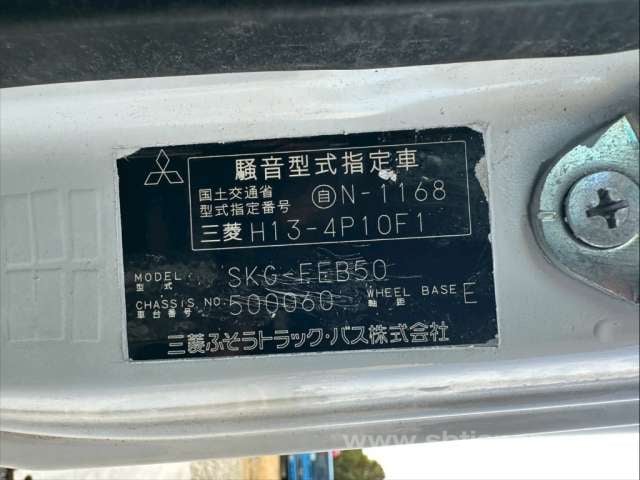 騒音型式指定車
国土交通省 型式指定番号 自N-1168
三菱 H13-4P10F1
MODEL 型式 SKG-FEB50
CHASSIS NO. 車台番号 500060 WHEEL BASE 軸距 E
三菱ふそうトラック・バス株式会社